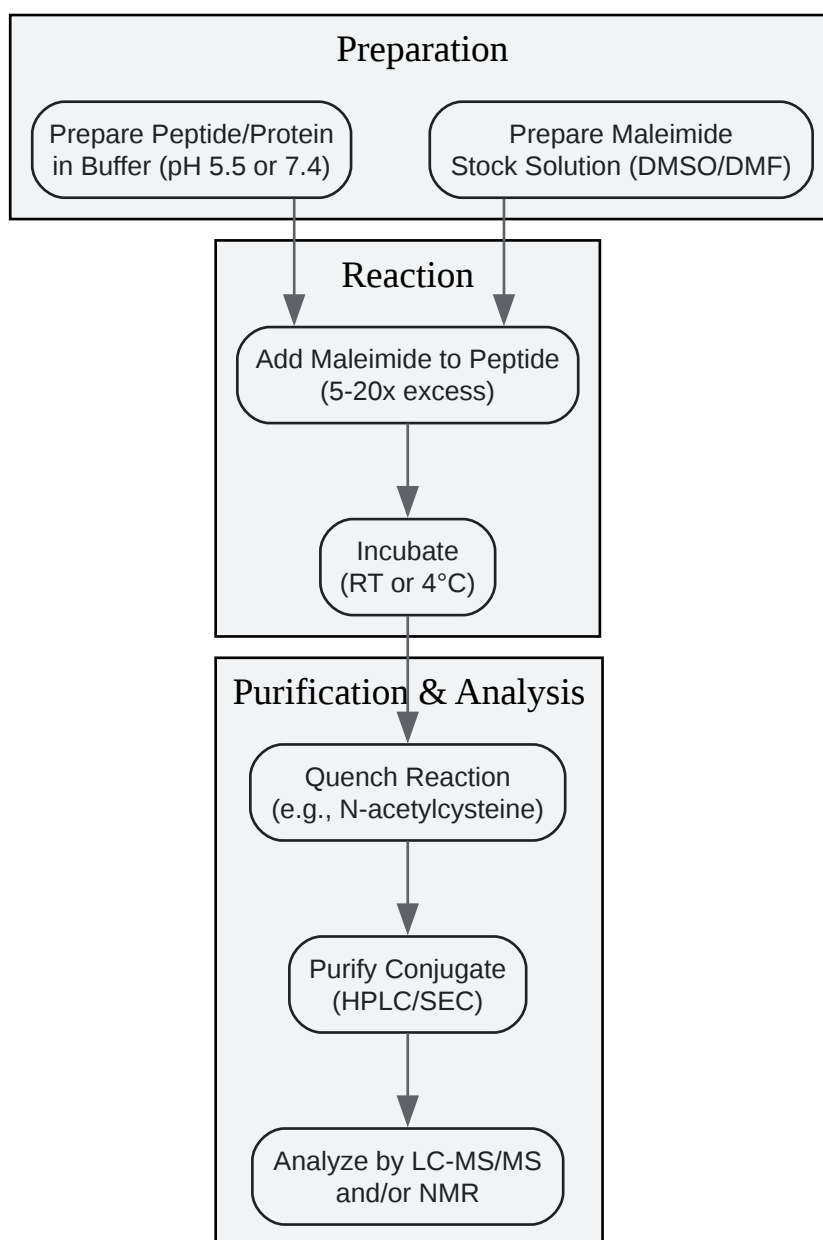 Preparation
Prepare Peptide/Protein
in Buffer (pH 5.5 or 7.4)
Prepare Maleimide
Stock Solution (DMSO/DMF)
Reaction
Add Maleimide to Peptide
(5-20x excess)
Incubate
(RT or 4°C)
Purification & Analysis
Quench Reaction
(e.g., N-acetylcysteine)
Purify Conjugate
(HPLC/SEC)
Analyze by LC-MS/MS
and/or NMR